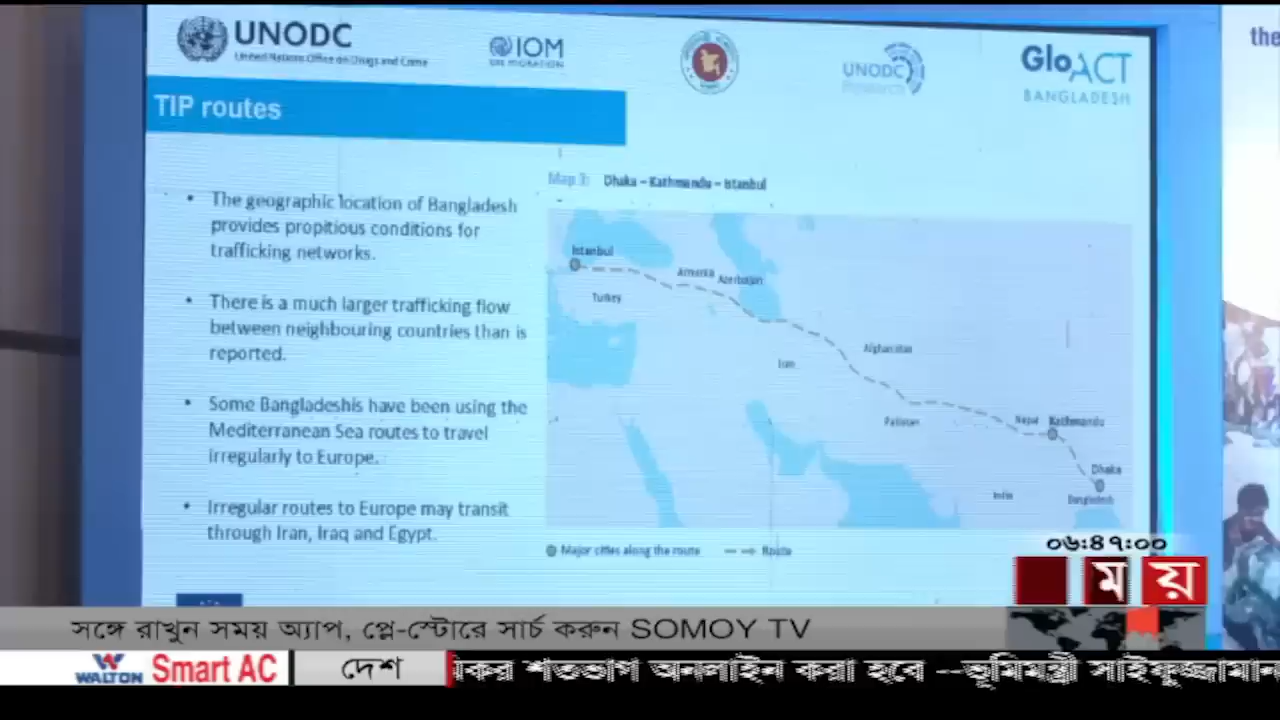 UNODC
United Nations Office on Drugs and Crime
IOM
UN MIGRATION
UNODC
Research
GloACT
BANGLADESH
the
TIP routes
• The geographic location of Bangladesh
provides propitious conditions for
trafficking networks.
• There is a much larger trafficking flow
between neighbouring countries than is
reported.
• Some Bangladeshis have been using the
Mediterranean Sea routes to travel
irregularly to Europe.
• Irregular routes to Europe may transit
through Iran, Iraq and Egypt.
Map 3: Dhaka – Kathmandu – Istanbul
Istanbul
Armenia
Azerbaijan
Turkey
Afghanistan
Iran
Pakistan
Nepal
Kathmandu
Dhaka
India
Bangladesh
Major cities along the route
Route
০৬:৪৭:০০
ময়
সঙ্গে রাখুন সময় অ্যাপ, প্লে-স্টোরে সার্চ করুন SOMOY TV
WALTON Smart AC
দেশ
শতভাগ অনলাইন করা হবে --ভূমিমন্ত্রী সাইফুজ্জামান